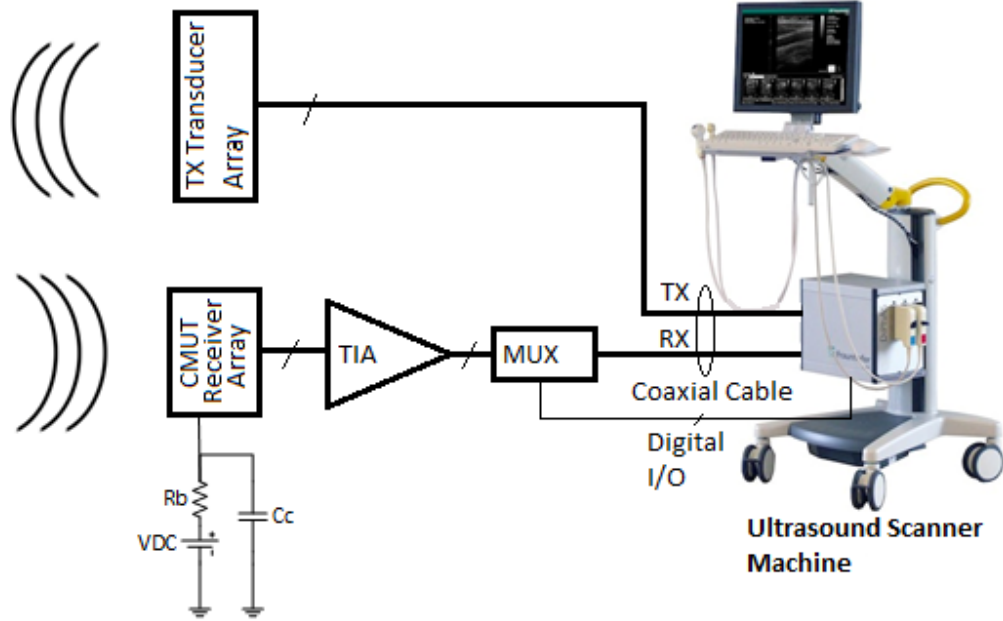 TX Transducer
Array
CMUT
Receiver
Array
TIA
MUX
TX
RX
Coaxial Cable
Digital
I/O
Rb
VDC
+
-
Cc
Ultrasound Scanner
Machine